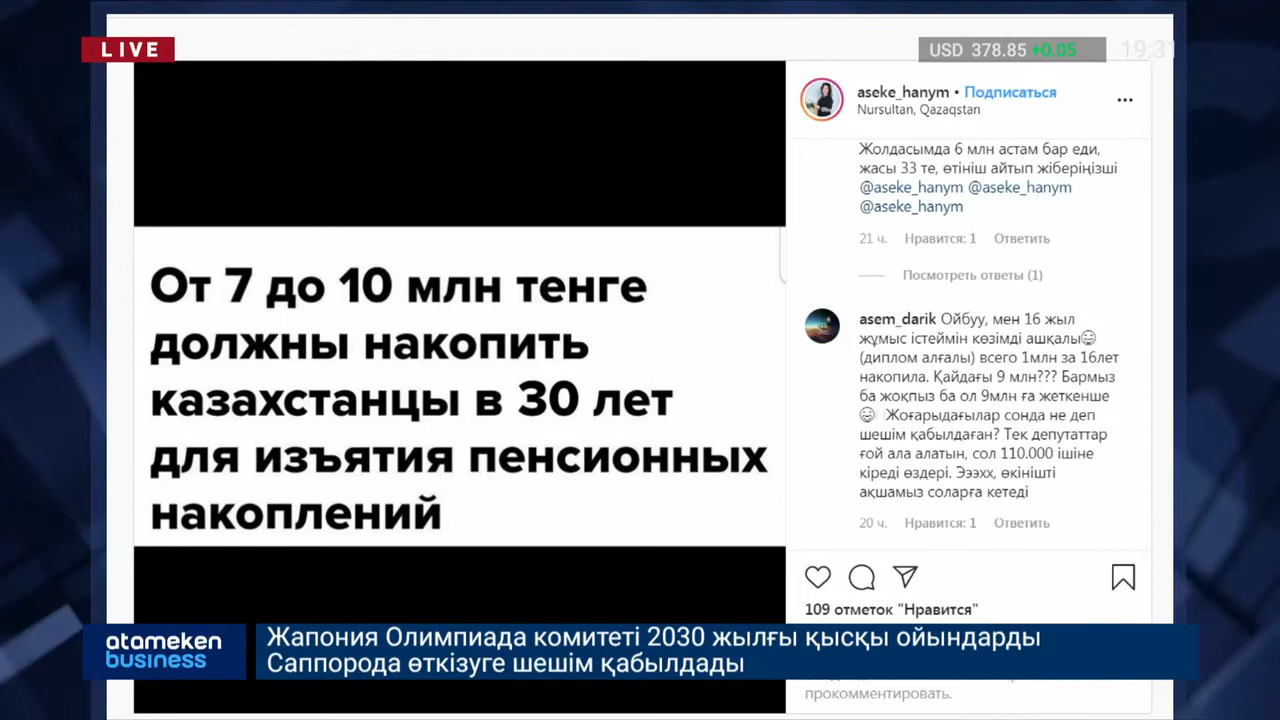 LIVE
USD 378.85 +0.05
19:31
aseke_hanym • Подписаться
Nursultan, Qazaqstan
Жолдасымда 6 млн астам бар еди,
жасы 33 те, өтініш айтып жіберіңізші
@aseke_hanym @aseke_hanym
@aseke_hanym
21 ч. Нравится: 1 Ответить
Посмотреть ответы (1)
От 7 до 10 млн тенге
должны накопить
казахстанцы в 30 лет
для изъятия пенсионных
накоплений
asem_darik Ойбуу, мен 16 жыл
жұмыс істеймін көзімді ашқалы😄
(диплом алғалы) всего 1млн за 16лет
накопила. Қайдағы 9 млн??? Бармыз
ба жоқпыз ба ол 9млн ға жеткенше
😄 Жоғарыдағылар сонда не деп
шешім қабылдаған? Тек депутаттар
ғой ала алатын, сол 110.000 ішіне
кіреді өздері. Эээхх, өкінішті
ақшамыз соларға кетеді
20 ч. Нравится: 1 Ответить
109 отметок "Нравится"
atameken
business
Жапония Олимпиада комитеті 2030 жылғы қысқы ойындарды
Саппорода өткізуге шешім қабылдады
прокомментировать.